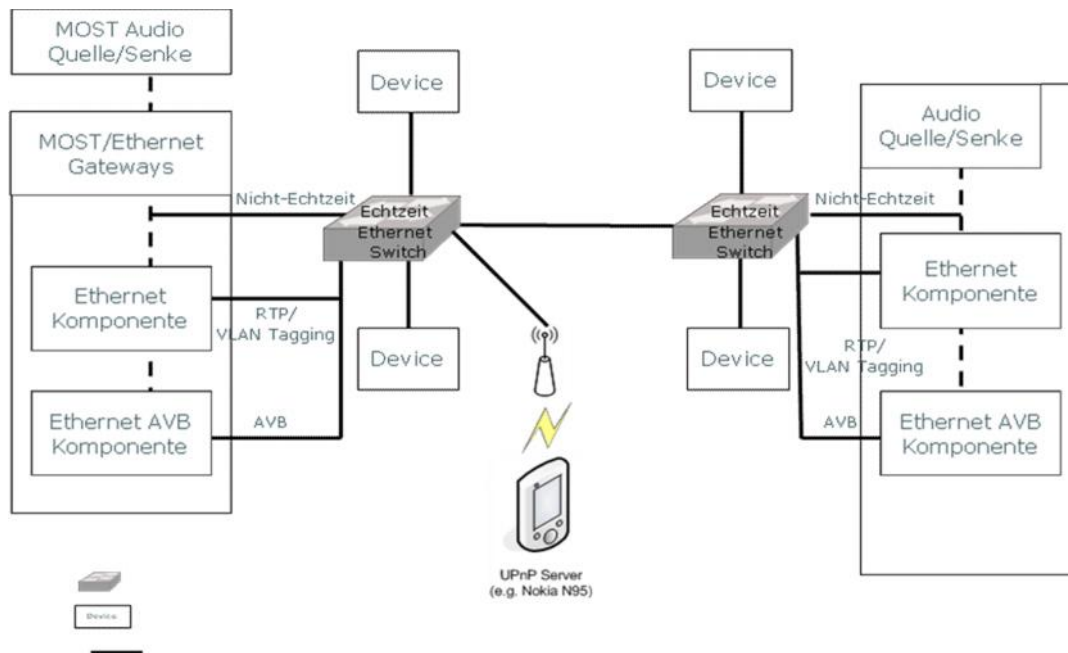 MOST Audio
Quelle/Senke
MOST/Ethernet
Gateways
Nicht-Echtzeit
Ethernet
Komponente
RTP/
VLAN Tagging
Ethernet AVB
Komponente
AVB
Device
Echtzeit
Ethernet
Switch
Device
UPnP Server
(e.g. Nokia N95)
Device
Echtzeit
Ethernet
Switch
Device
Audio
Quelle/Senke
Nicht-Echtzeit
Ethernet
Komponente
RTP/
VLAN Tagging
AVB
Ethernet AVB
Komponente
Device